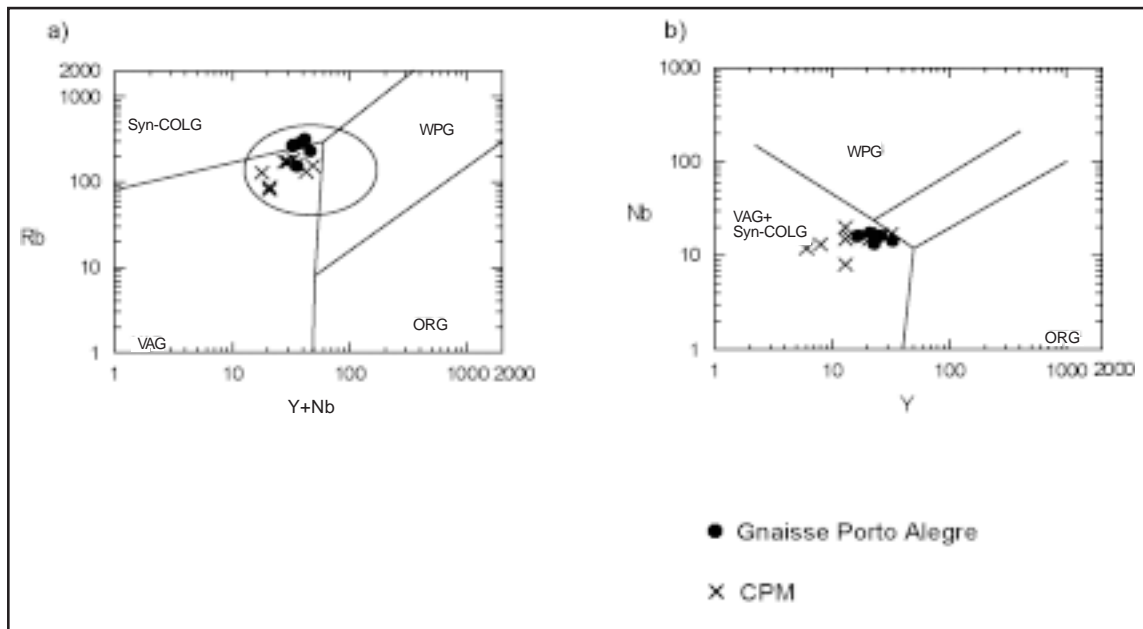 a)
2000
1000
100
10
1
Rb
Syn-COLG
WPG
VAG
ORG
1
10
100
1000 2000
Y+Nb
b)
1000
100
10
1
Nb
WPG
VAG+
Syn-COLG
ORG
1
10
100
1000 2000
Y
Gnaisse Porto Alegre
CPM